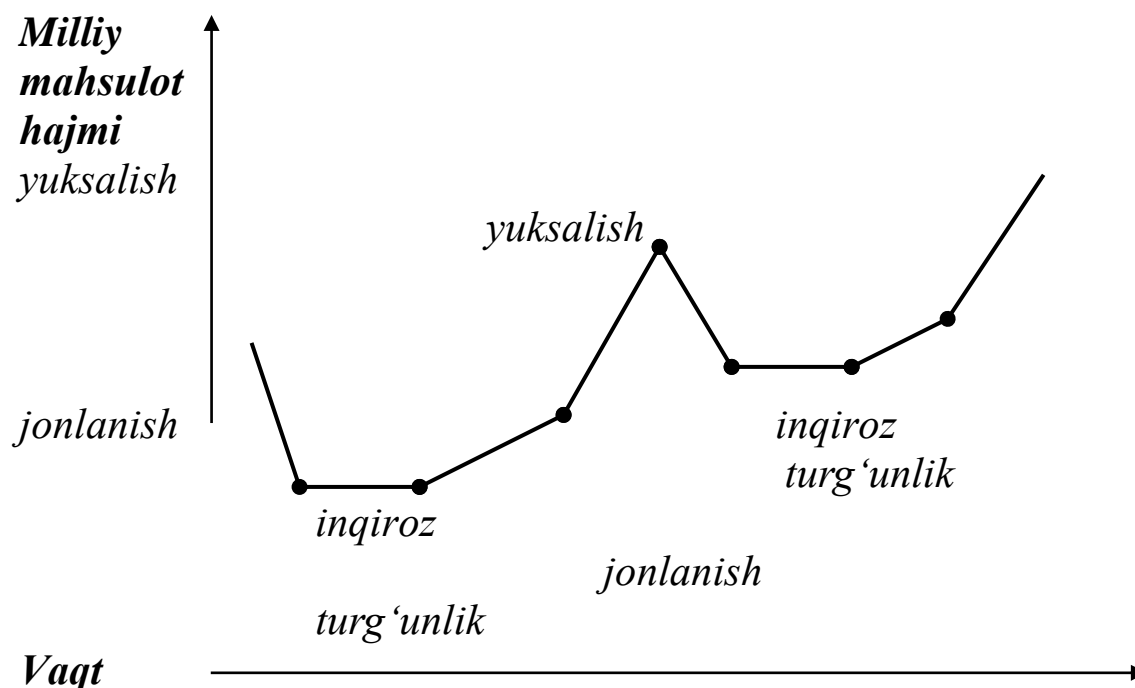 Milliy
mahsulot
hajmi
yuksalish
yuksalish
jonlanish
inqiroz
turg‘unlik
inqiroz
jonlanish
turg‘unlik
Vaqt